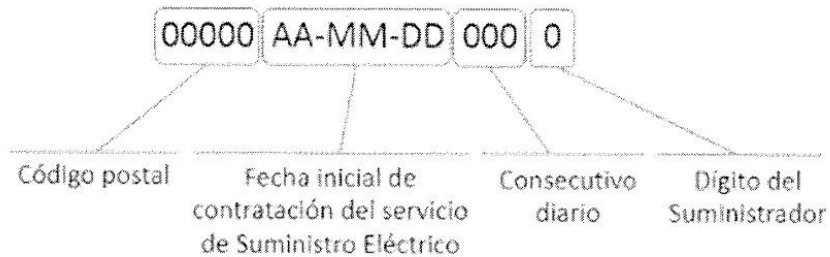 00000 AA-MM-DD 000 0
Código postal
Fecha inicial de
contratación del servicio
de Suministro Eléctrico
Consecutivo
diario
Dígito del
Suministrador